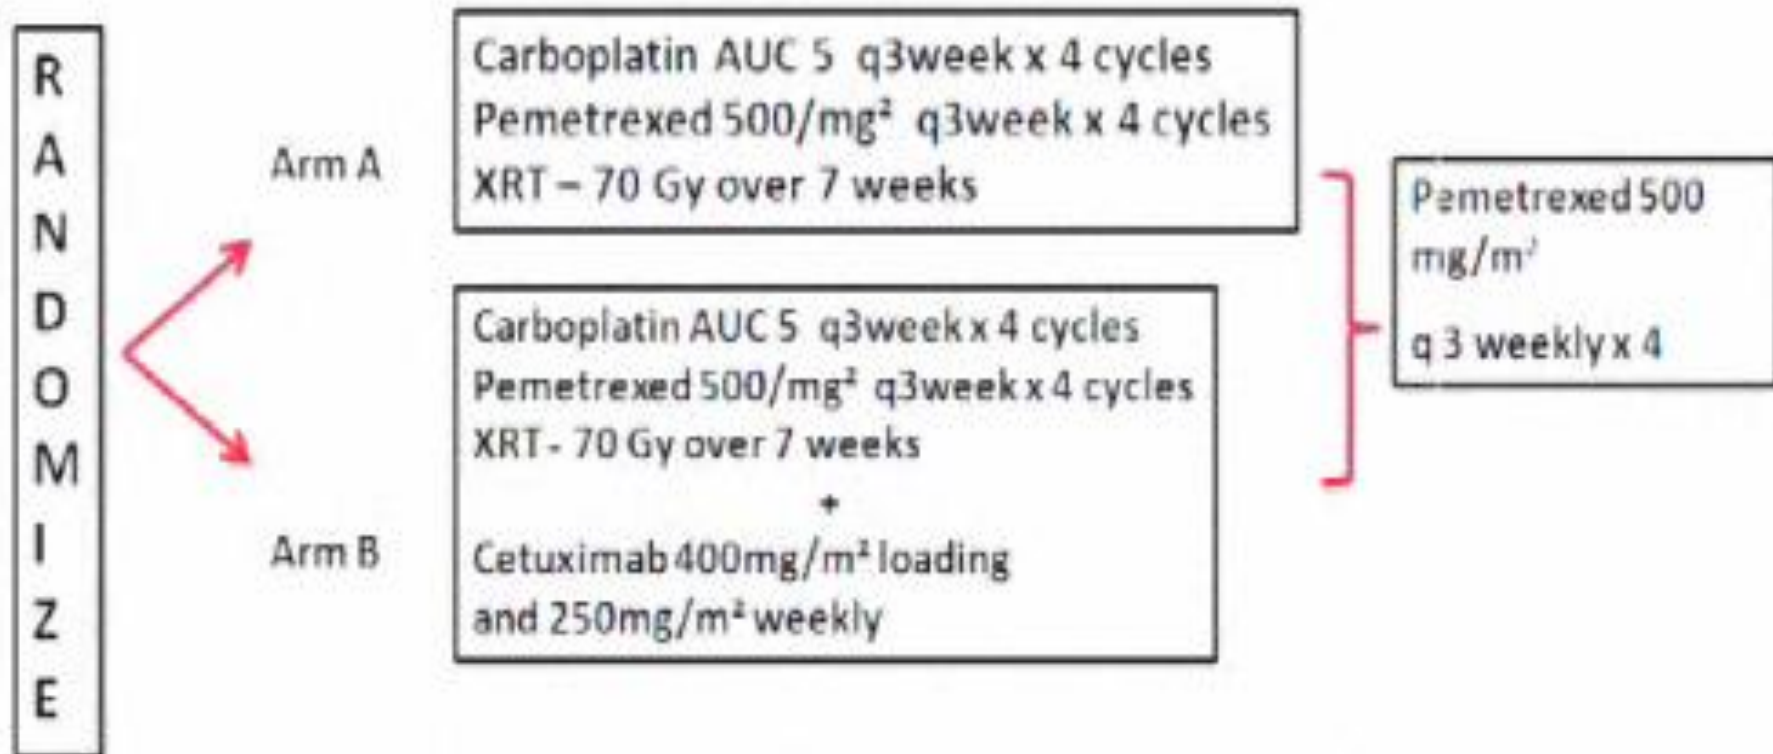 RANDOMIZE
Arm A
Carboplatin AUC 5 q3week x 4 cycles
Pemetrexed 500/mg² q3week x 4 cycles
XRT – 70 Gy over 7 weeks
Arm B
Carboplatin AUC 5 q3week x 4 cycles
Pemetrexed 500/mg² q3week x 4 cycles
XRT - 70 Gy over 7 weeks
+
Cetuximab 400mg/m² loading
and 250mg/m² weekly
Pemetrexed 500
mg/m²
q 3 weekly x 4